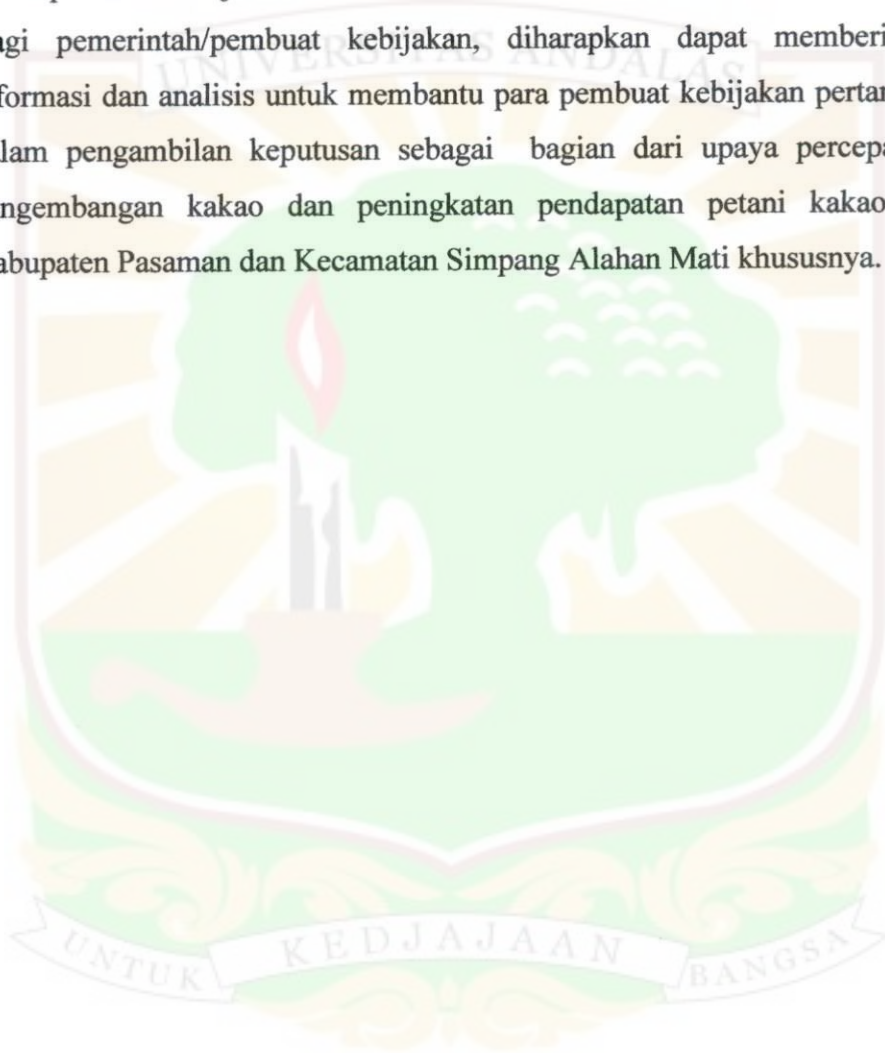 agi pemerintah/pembuat kebijakan, diharapkan dapat memberi
formasi dan analisis untuk membantu para pembuat kebijakan pertan
lam pengambilan keputusan sebagai bagian dari upaya percepa
ngembangan kakao dan peningkatan pendapatan petani kakao
abupaten Pasaman dan Kecamatan Simpang Alahan Mati khususnya.
UNIVERSITAS ANDALAS
UNTUK KEDJAJAAN BANGSA